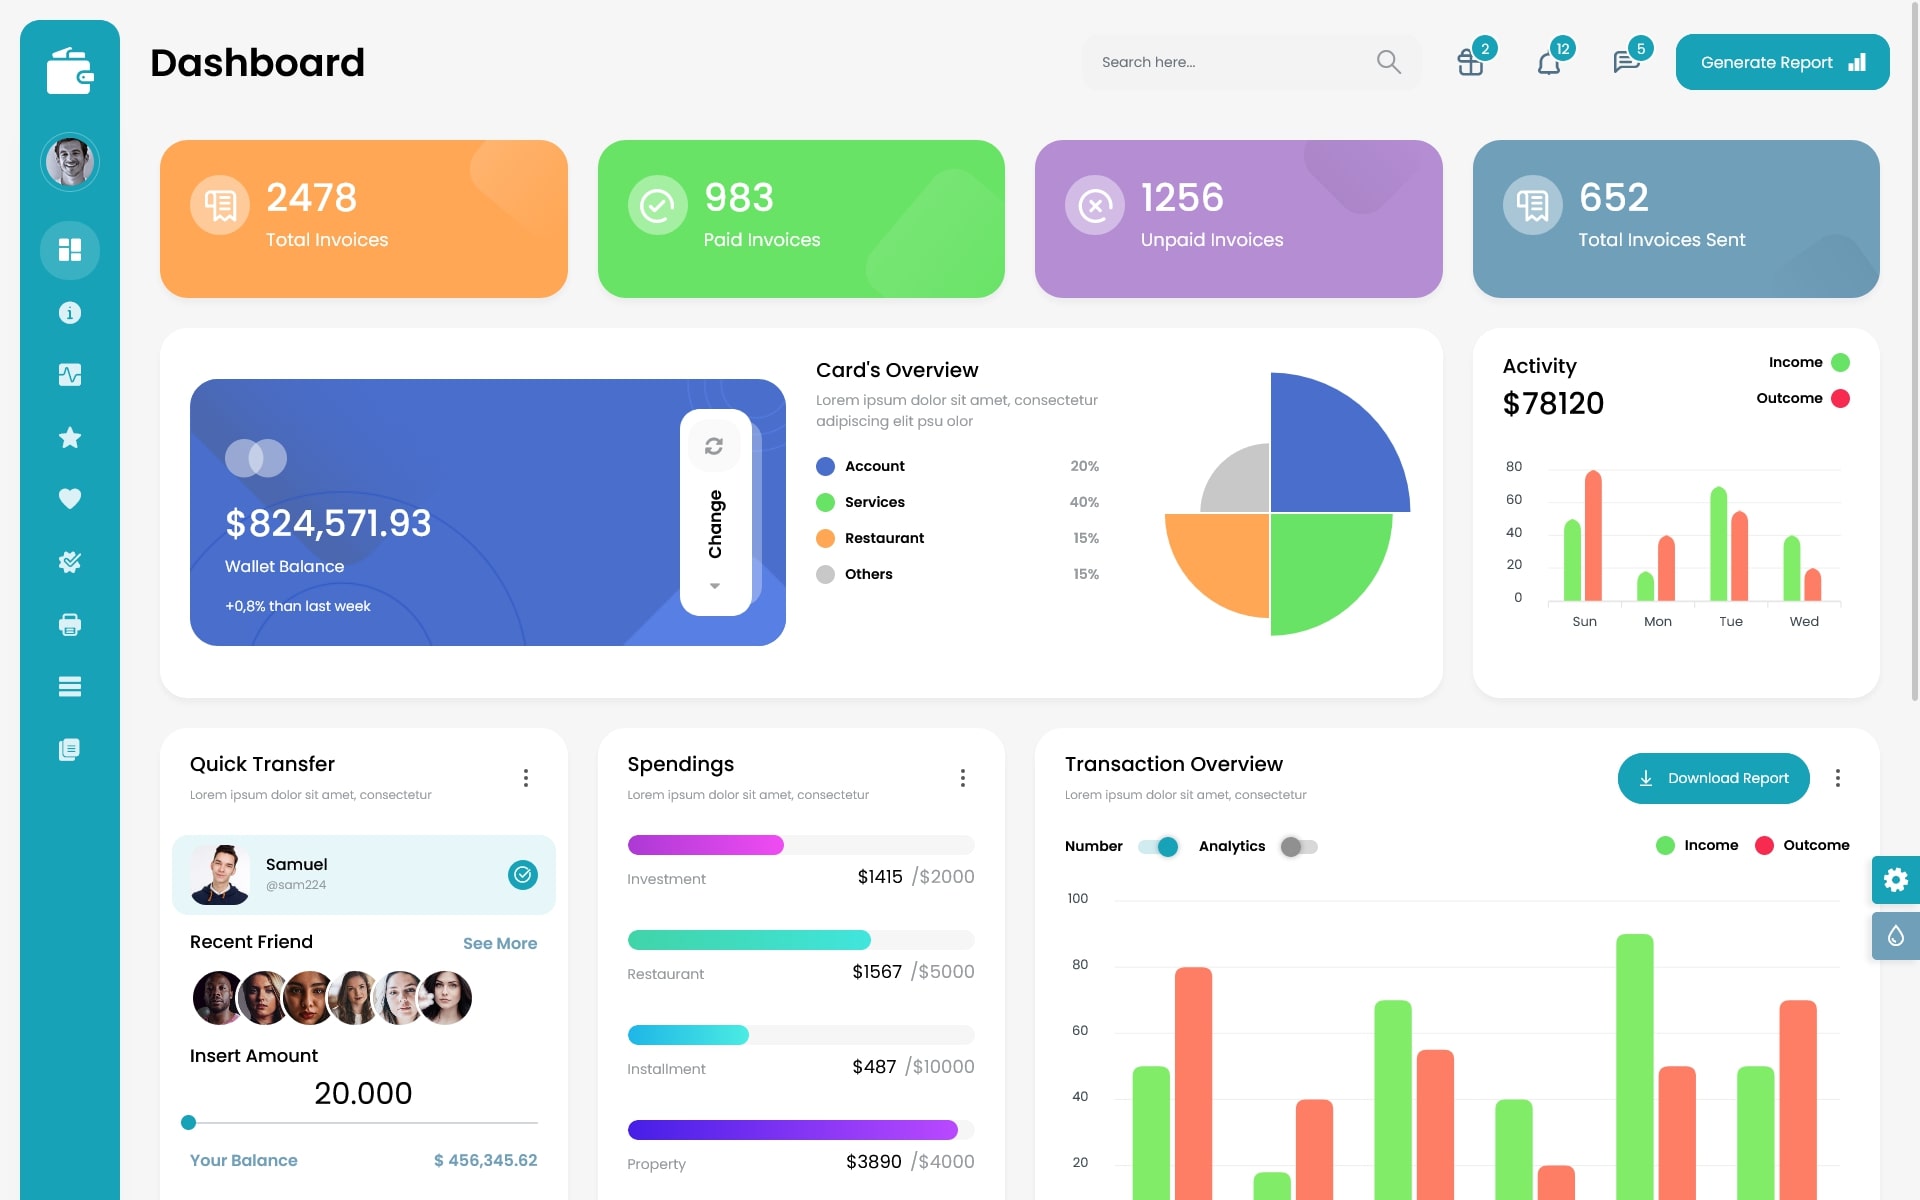 Dashboard
Search here...
2
12
5
Generate Report
2478
Total Invoices
983
Paid Invoices
1256
Unpaid Invoices
652
Total Invoices Sent
$824,571.93
Wallet Balance
+0,8% than last week
Change
Card's Overview
Lorem ipsum dolor sit amet, consectetur
adipiscing elit psu olor
Account 20%
Services 40%
Restaurant 15%
Others 15%
Activity
$78120
Income
Outcome
80
60
40
20
0
Sun Mon Tue Wed
Quick Transfer
Lorem ipsum dolor sit amet, consectetur
Samuel
@sam224
Recent Friend See More
Insert Amount
20.000
Your Balance $ 456,345.62
Spendings
Lorem ipsum dolor sit amet, consectetur
Investment $1415 /$2000
Restaurant $1567 /$5000
Installment $487 /$10000
Property $3890 /$4000
Transaction Overview
Lorem ipsum dolor sit amet, consectetur
Download Report
Number Analytics Income Outcome
100
80
60
40
20